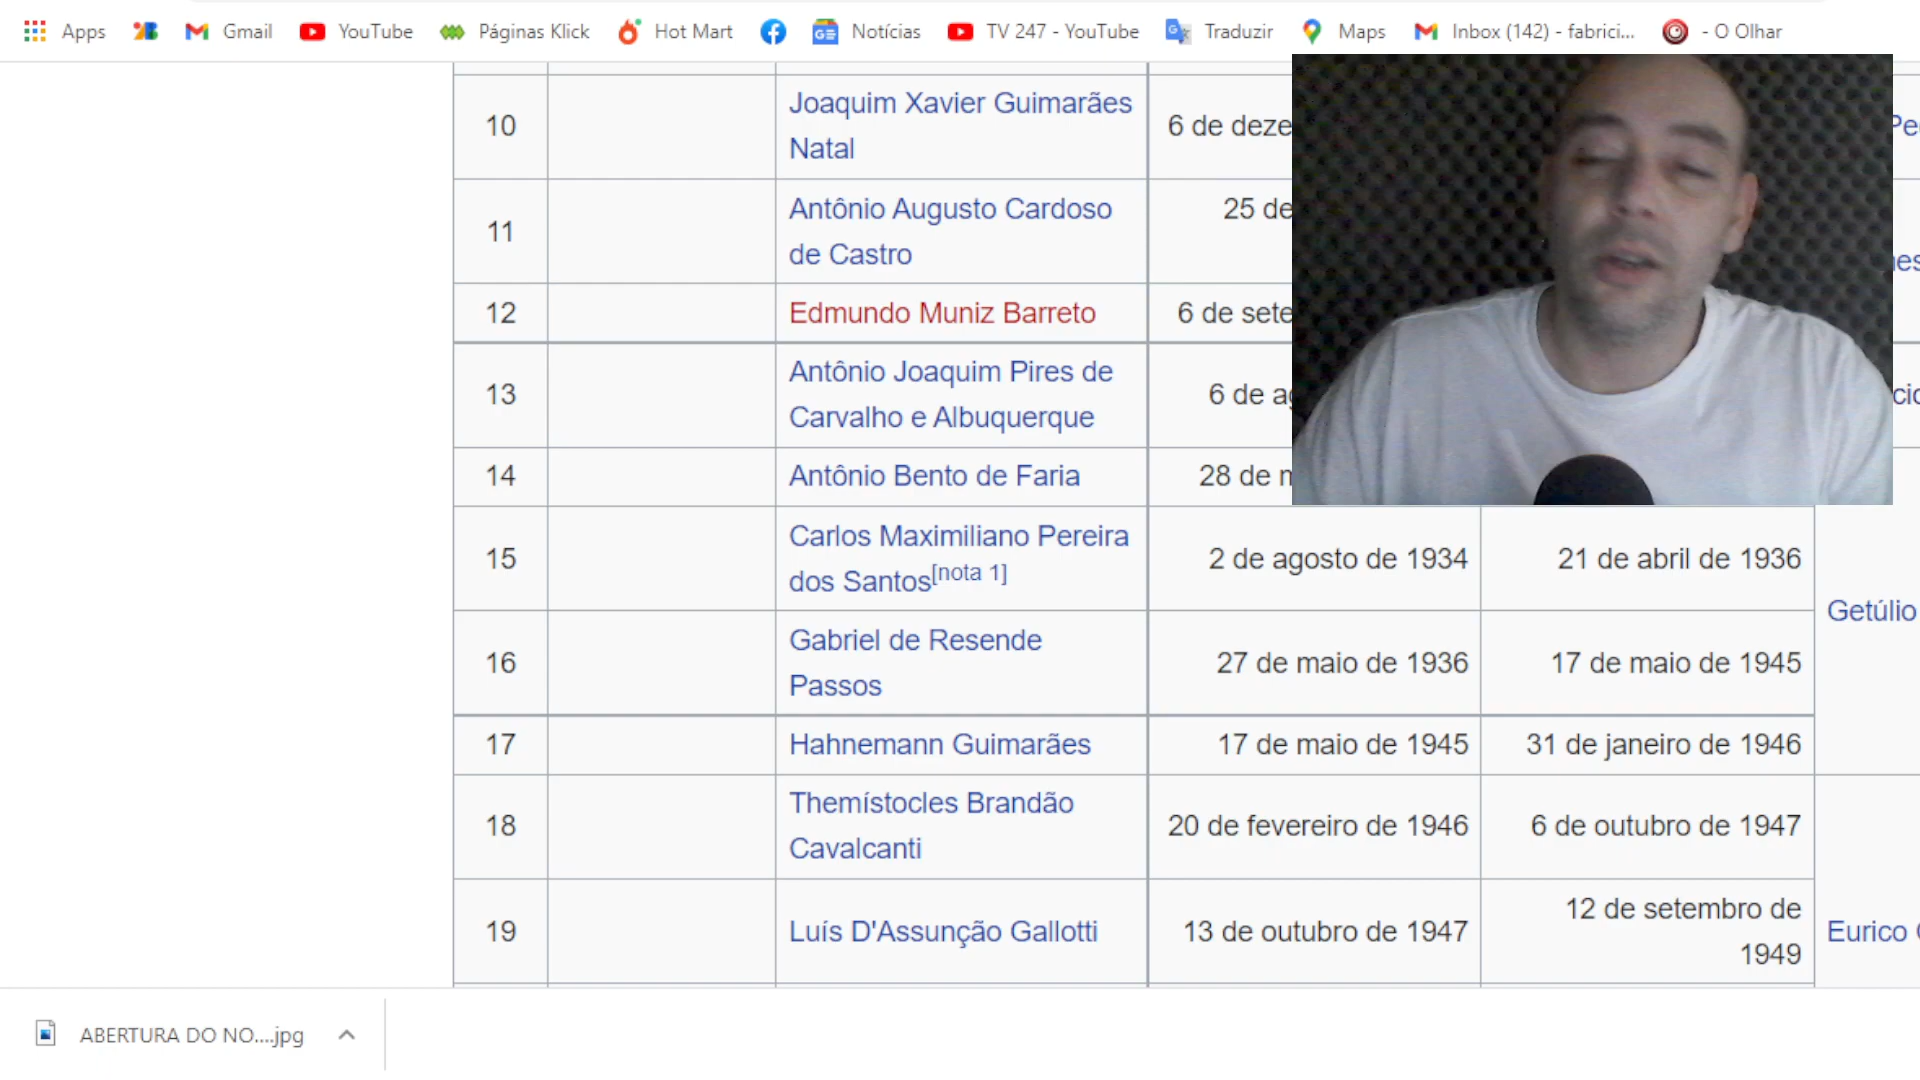 Apps Gmail YouTube Páginas Klick Hot Mart Notícias TV 247 - YouTube Traduzir Maps Inbox (142) - fabrici... - O Olhar
10 Joaquim Xavier Guimarães 6 de deze
Natal
11 Antônio Augusto Cardoso 25 de
de Castro
12 Edmundo Muniz Barreto 6 de sete
13 Antônio Joaquim Pires de 6 de ag
Carvalho e Albuquerque
14 Antônio Bento de Faria 28 de m
15 Carlos Maximiliano Pereira 2 de agosto de 1934 21 de abril de 1936
dos Santos[nota 1]
Getúlio
16 Gabriel de Resende 27 de maio de 1936 17 de maio de 1945
Passos
17 Hahnemann Guimarães 17 de maio de 1945 31 de janeiro de 1946
18 Themístocles Brandão 20 de fevereiro de 1946 6 de outubro de 1947
Cavalcanti
19 Luís D'Assunção Gallotti 13 de outubro de 1947 12 de setembro de
1949
Eurico
ABERTURA DO NO....jpg